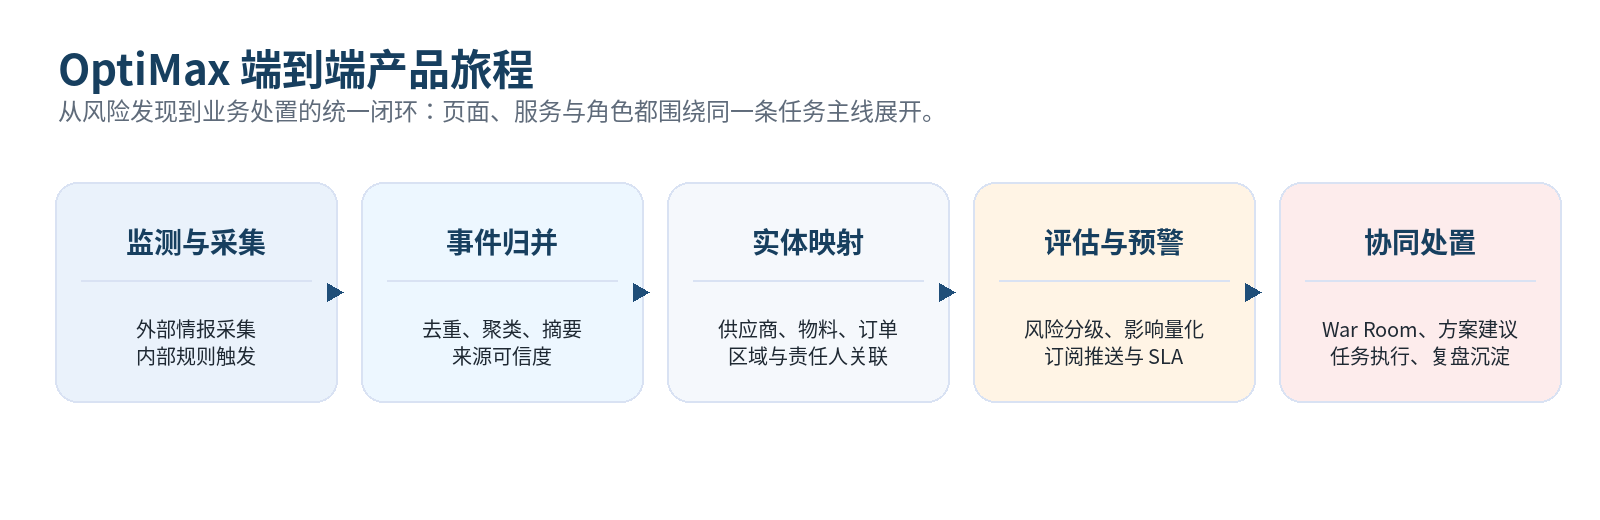 OptiMax 端到端产品旅程
从风险发现到业务处置的统一闭环：页面、服务与角色都围绕同一条任务主线展开。
监测与采集
外部情报采集
内部规则触发
事件归并
去重、聚类、摘要
来源可信度
实体映射
供应商、物料、订单
区域与责任人关联
评估与预警
风险分级、影响量化
订阅推送与 SLA
协同处置
War Room、方案建议
任务执行、复盘沉淀